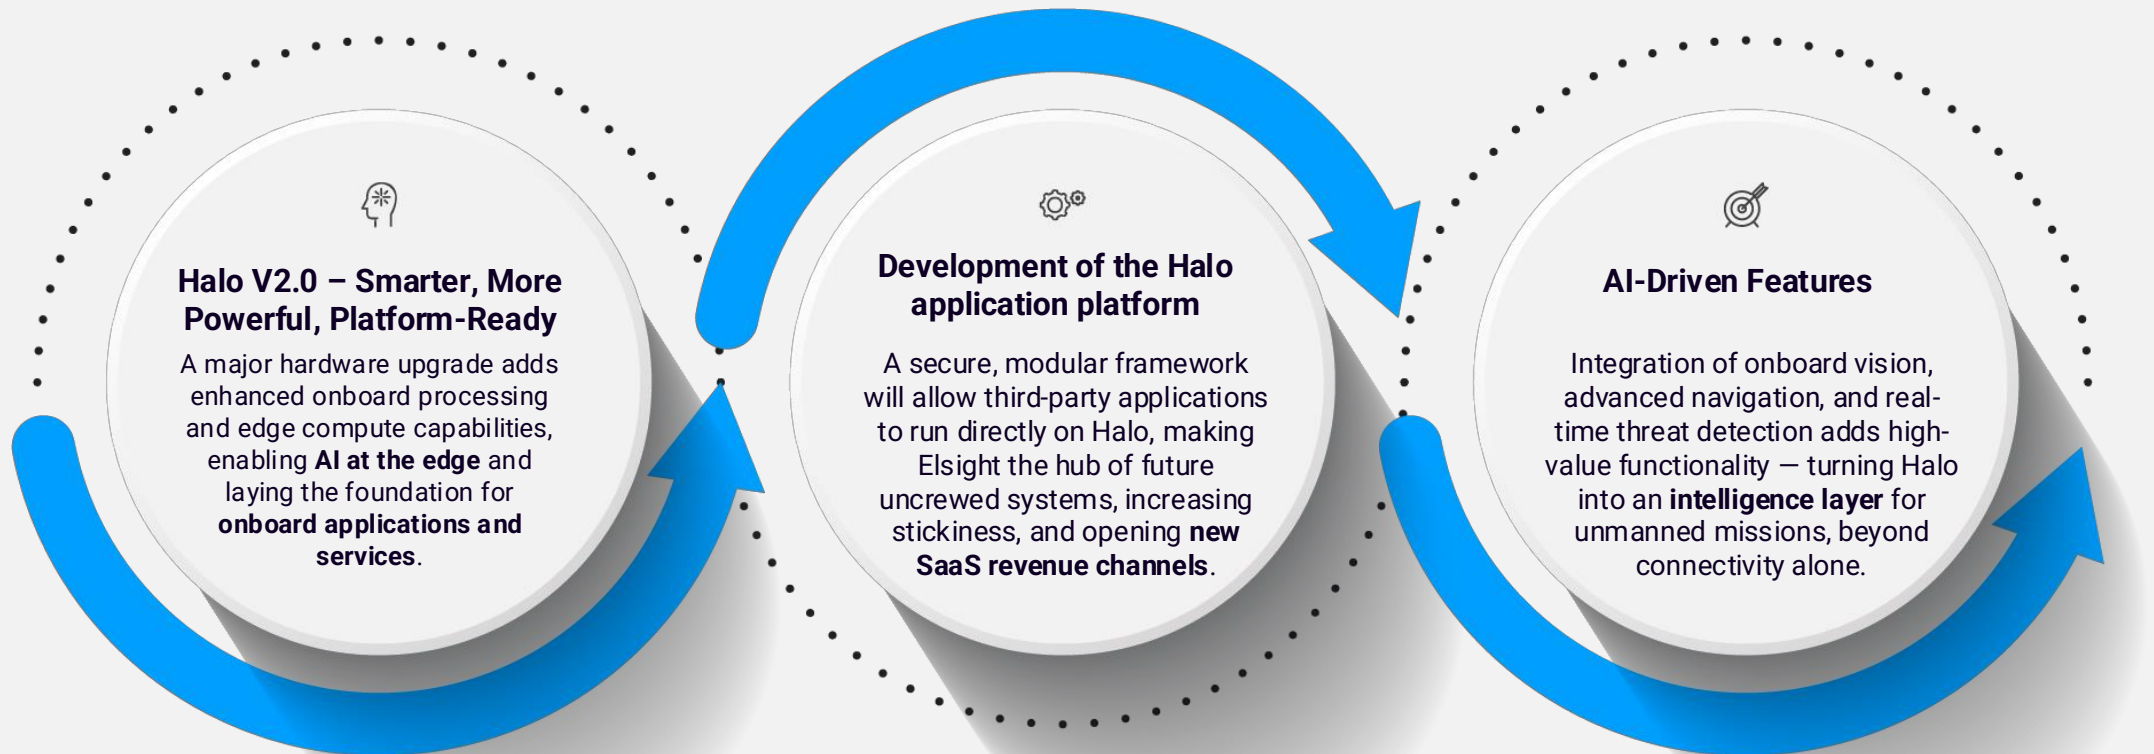 Halo V2.0 – Smarter, More
Powerful, Platform-Ready
A major hardware upgrade adds
enhanced onboard processing
and edge compute capabilities,
enabling AI at the edge and
laying the foundation for
onboard applications and
services.
Development of the Halo
application platform
A secure, modular framework
will allow third-party applications
to run directly on Halo, making
Elsight the hub of future
uncrewed systems, increasing
stickiness, and opening new
SaaS revenue channels.
AI-Driven Features
Integration of onboard vision,
advanced navigation, and real-
time threat detection adds high-
value functionality — turning Halo
into an intelligence layer for
unmanned missions, beyond
connectivity alone.